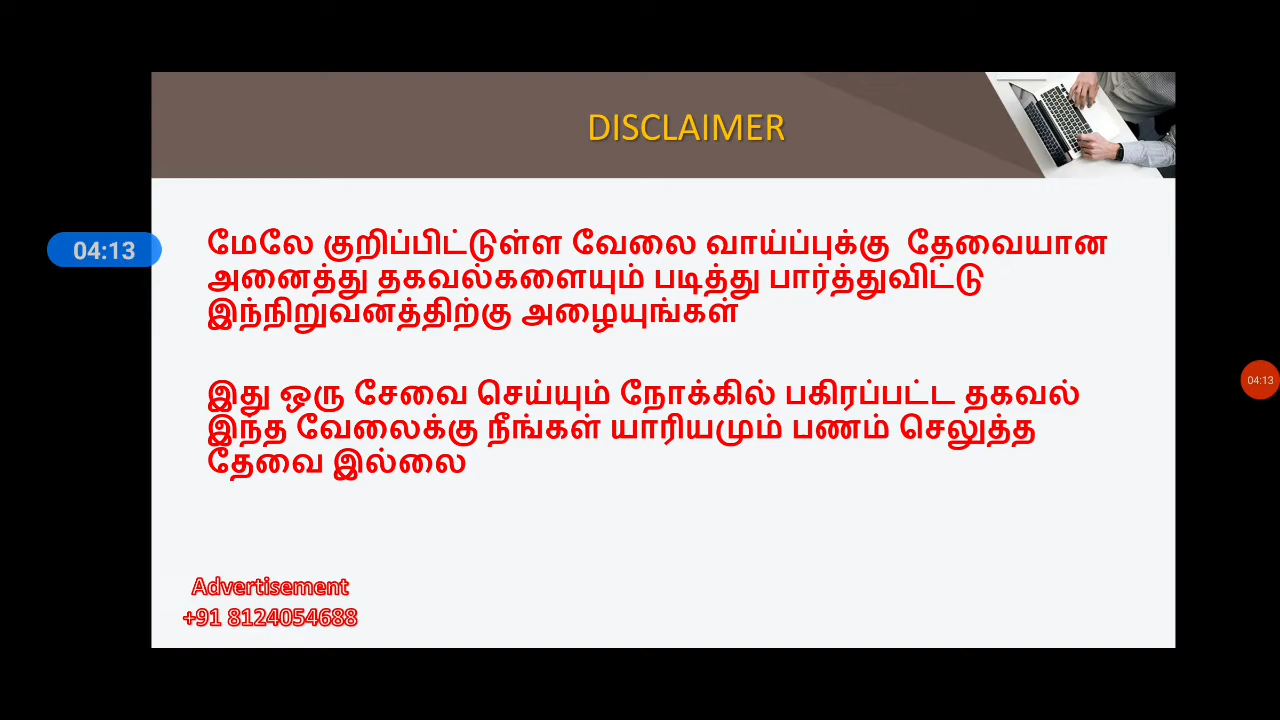 DISCLAIMER
மேலே குறிப்பிட்டுள்ள வேலை வாய்ப்புக்கு தேவையான
04:13
அனைத்து தகவல்களையும் படித்து பார்த்துவிட்டு
இந்நிறுவனத்திற்கு அழையுங்கள்
04:13
இது ஒரு சேவை செய்யும் நோக்கில் பகிரப்பட்ட தகவல்
இந்த வேலைக்கு நீங்கள் யாரியமும் பணம் செலுத்த
தேவை இல்லை
Advertisement
+91 8124054688